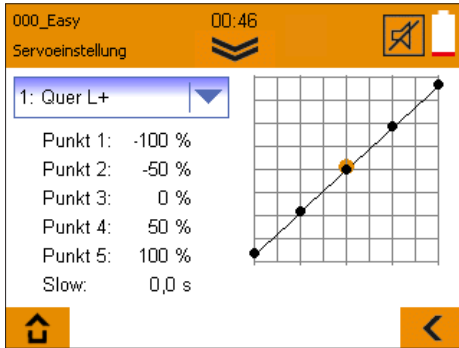 000_Easy 00:46
Servoeinstellung
1: Quer L+
Punkt 1: -100 %
Punkt 2: -50 %
Punkt 3: 0 %
Punkt 4: 50 %
Punkt 5: 100 %
Slow: 0,0 s